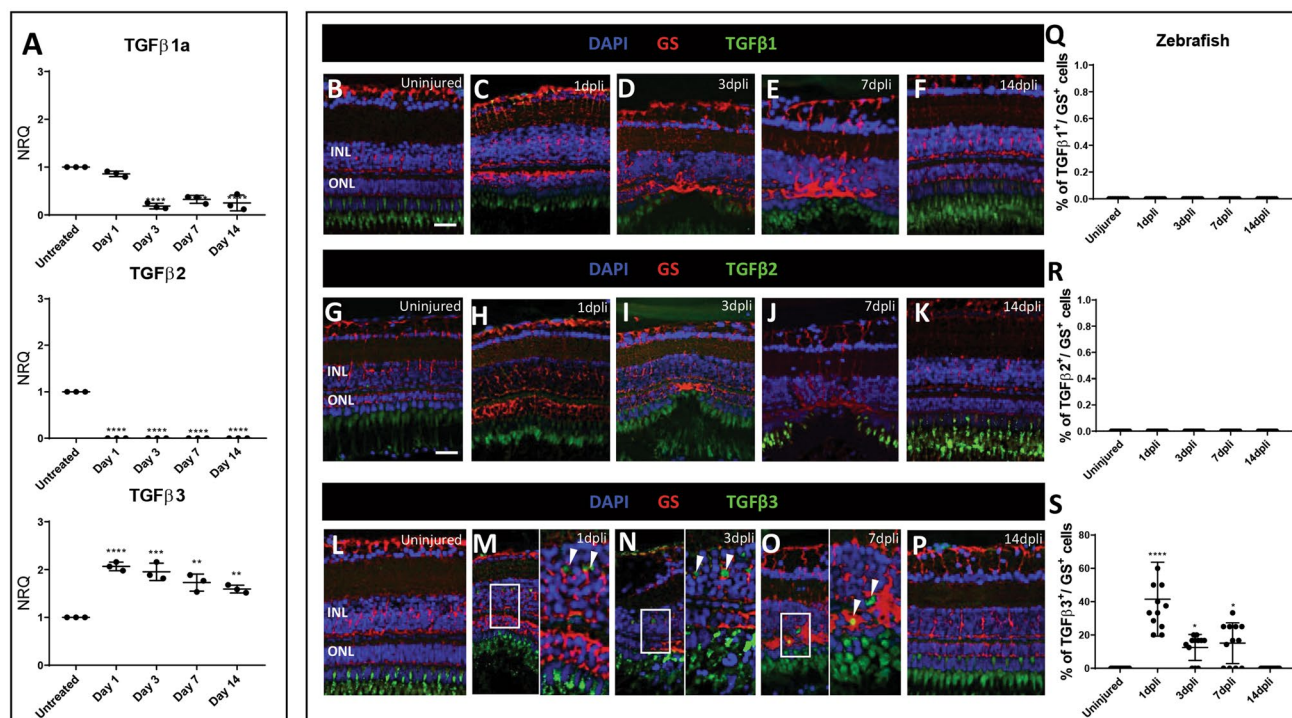 A
TGFβ1a
NRQ
3
2
1
0
Untreated
Day 1
Day 3
Day 7
Day 14
****
****
TGFβ2
NRQ
3
2
1
0
Untreated
Day 1
Day 3
Day 7
Day 14
**** **** **** ****
TGFβ3
NRQ
3
2
1
0
Untreated
Day 1
Day 3
Day 7
Day 14
**** *** ** **
DAPI GS TGFβ1
B Uninjured
INL
ONL
C 1dpli
D 3dpli
E 7dpli
F 14dpli
DAPI GS TGFβ2
G Uninjured
INL
ONL
H 1dpli
I 3dpli
J 7dpli
K 14dpli
DAPI GS TGFβ3
L Uninjured
INL
ONL
M 1dpli
N 3dpli
O 7dpli
P 14dpli
Q
Zebrafish
% of TGFβ1+/ GS+ cells
1.0
0.8
0.6
0.4
0.2
0.0
Uninjured
1dpli
3dpli
7dpli
14dpli
R
% of TGFβ2+/ GS+ cells
1.0
0.8
0.6
0.4
0.2
0.0
Uninjured
1dpli
3dpli
7dpli
14dpli
S
% of TGFβ3+/ GS+ cells
80
60
40
20
0
Uninjured
1dpli
3dpli
7dpli
14dpli
**** * *